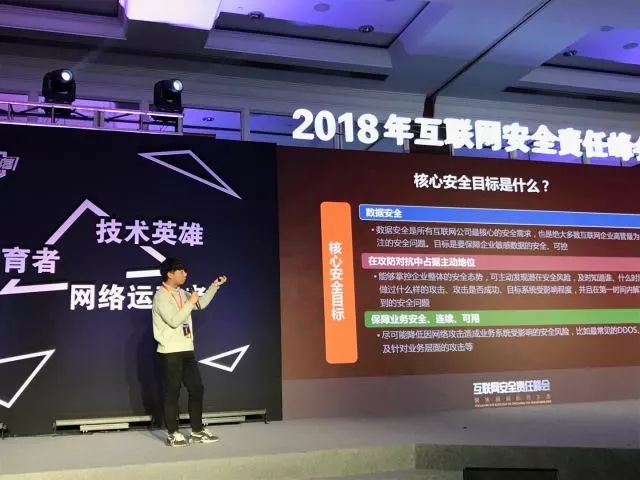 2018年互联网安全责任峰会
技术英雄
育者
网络运
核心安全目标是什么？
核心安全目标
数据安全
• 数据安全是所有互联网公司最核心的安全需求，也是绝大多数互联网企业高管最为
注的安全问题。目标是要保障企业敏感数据的安全、可控
在攻防对抗中占据主动地位
• 能够掌控企业整体的安全态势，可主动发现潜在安全风险，及时知道谁、什么时
做过什么样的攻击、攻击是否成功、目标系统受影响程度，并且在第一时间内解
到的安全问题
保障业务安全、连续、可用
• 尽可能降低因网络攻击造成业务系统受影响的安全风险，比如最常见的DDOS、
及针对业务层面的攻击等
互联网安全责任峰会